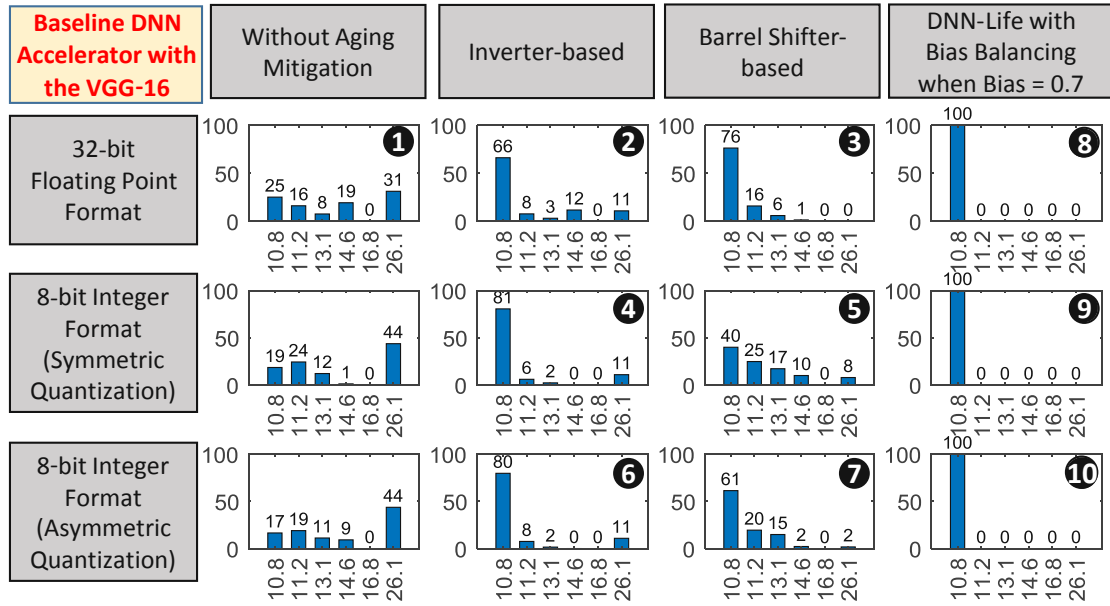 Baseline DNN
Accelerator with
the VGG-16
Without Aging
Mitigation
Inverter-based
Barrel Shifter-
based
DNN-Life with
Bias Balancing
when Bias = 0.7
32-bit
Floating Point
Format
100
50
0
25 16 8 19 0 31
10.8 11.2 13.1 14.6 16.8 26.1
1
100
50
0
66 8 3 12 0 11
10.8 11.2 13.1 14.6 16.8 26.1
2
100
50
0
76 16 6 1 0 0
10.8 11.2 13.1 14.6 16.8 26.1
3
100
50
0
100 0 0 0 0 0
10.8 11.2 13.1 14.6 16.8 26.1
8
8-bit Integer
Format
(Symmetric
Quantization)
100
50
0
19 24 12 1 0 44
10.8 11.2 13.1 14.6 16.8 26.1
100
50
0
81 6 2 0 0 11
10.8 11.2 13.1 14.6 16.8 26.1
4
100
50
0
40 25 17 10 0 8
10.8 11.2 13.1 14.6 16.8 26.1
5
100
50
0
100 0 0 0 0 0
10.8 11.2 13.1 14.6 16.8 26.1
9
8-bit Integer
Format
(Asymmetric
Quantization)
100
50
0
17 19 11 9 0 44
10.8 11.2 13.1 14.6 16.8 26.1
100
50
0
80 8 2 0 0 11
10.8 11.2 13.1 14.6 16.8 26.1
6
100
50
0
61 20 15 2 0 2
10.8 11.2 13.1 14.6 16.8 26.1
7
100
50
0
100 0 0 0 0 0
10.8 11.2 13.1 14.6 16.8 26.1
10